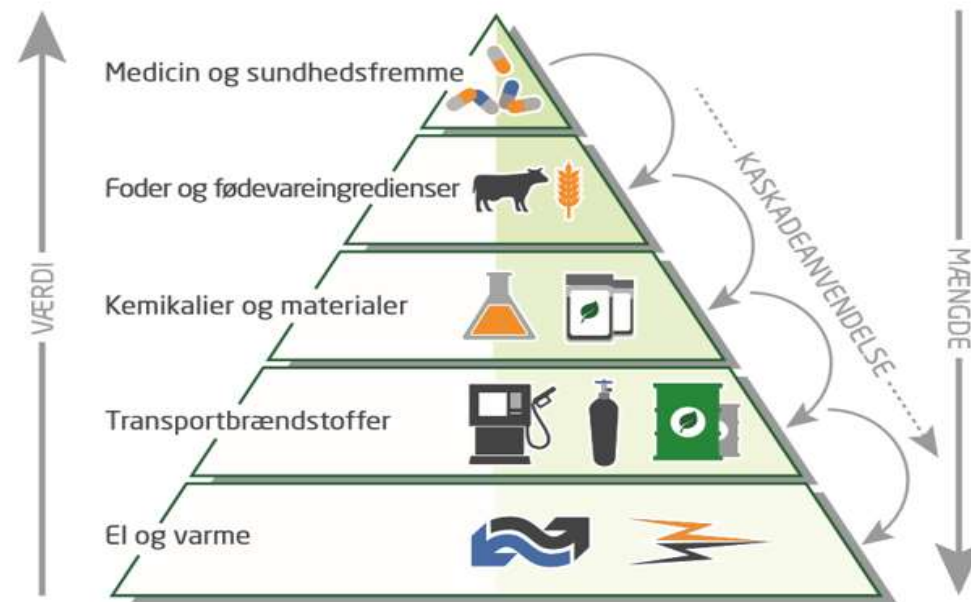 Medicin og sundhedsfremme
Foder og fødevareingredienser
Kemikalier og materialer
Transportbrændstoffer
El og varme
VÆRDI
KASKADEANVENDELSE
MÆNGDE